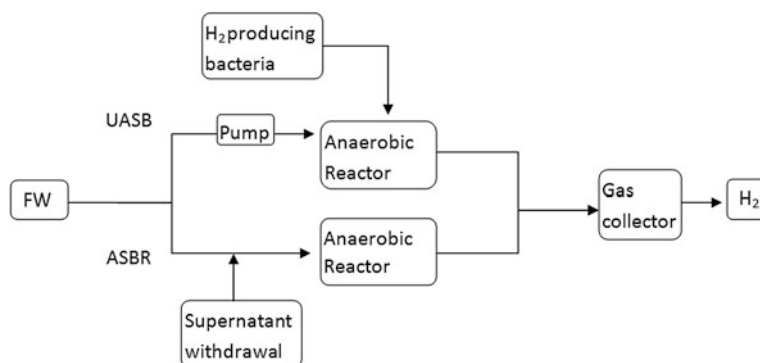 H₂producing
bacteria
UASB
Pump
Anaerobic
Reactor
FW
Gas
collector
H₂
ASBR
Anaerobic
Reactor
Supernatant
withdrawal